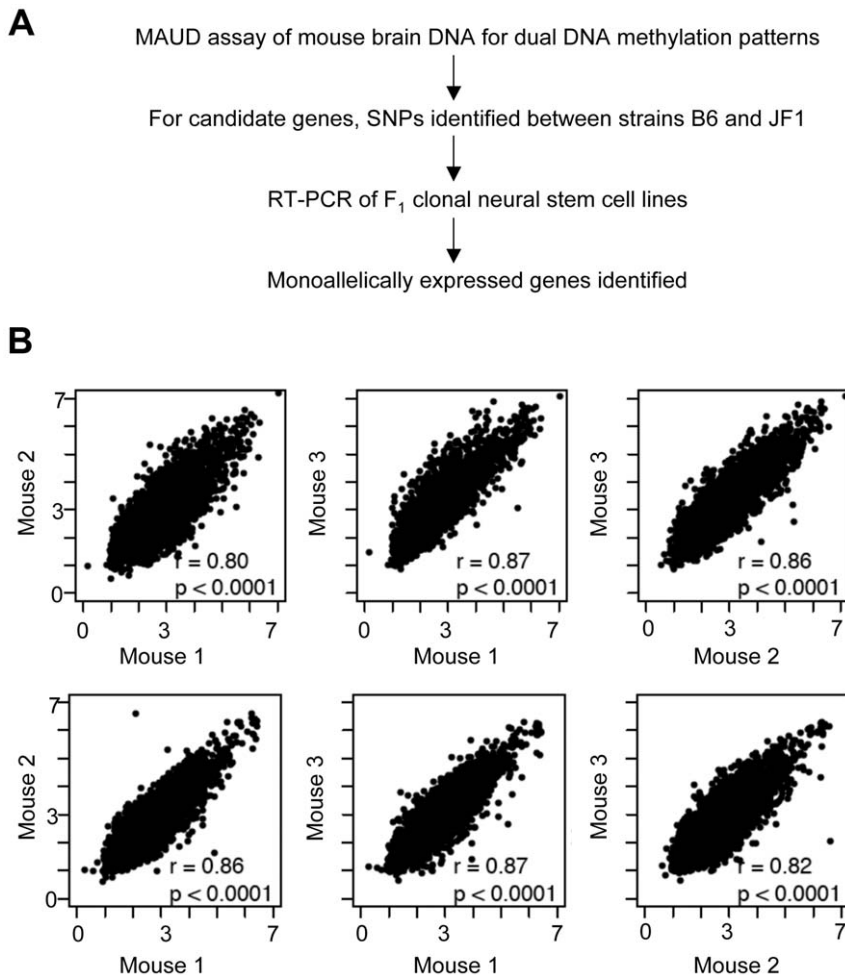 A
MAUD assay of mouse brain DNA for dual DNA methylation patterns
For candidate genes, SNPs identified between strains B6 and JF1
RT-PCR of F₁ clonal neural stem cell lines
Monoallelically expressed genes identified
B
7
3
0
Mouse 2
r = 0.80
p < 0.0001
0 3 7
Mouse 1
Mouse 3
r = 0.87
p < 0.0001
0 3 7
Mouse 1
Mouse 3
r = 0.86
p < 0.0001
0 3 7
Mouse 2
7
3
0
Mouse 2
r = 0.86
p < 0.0001
0 3 7
Mouse 1
Mouse 3
r = 0.87
p < 0.0001
0 3 7
Mouse 1
Mouse 3
r = 0.82
p < 0.0001
0 3 7
Mouse 2